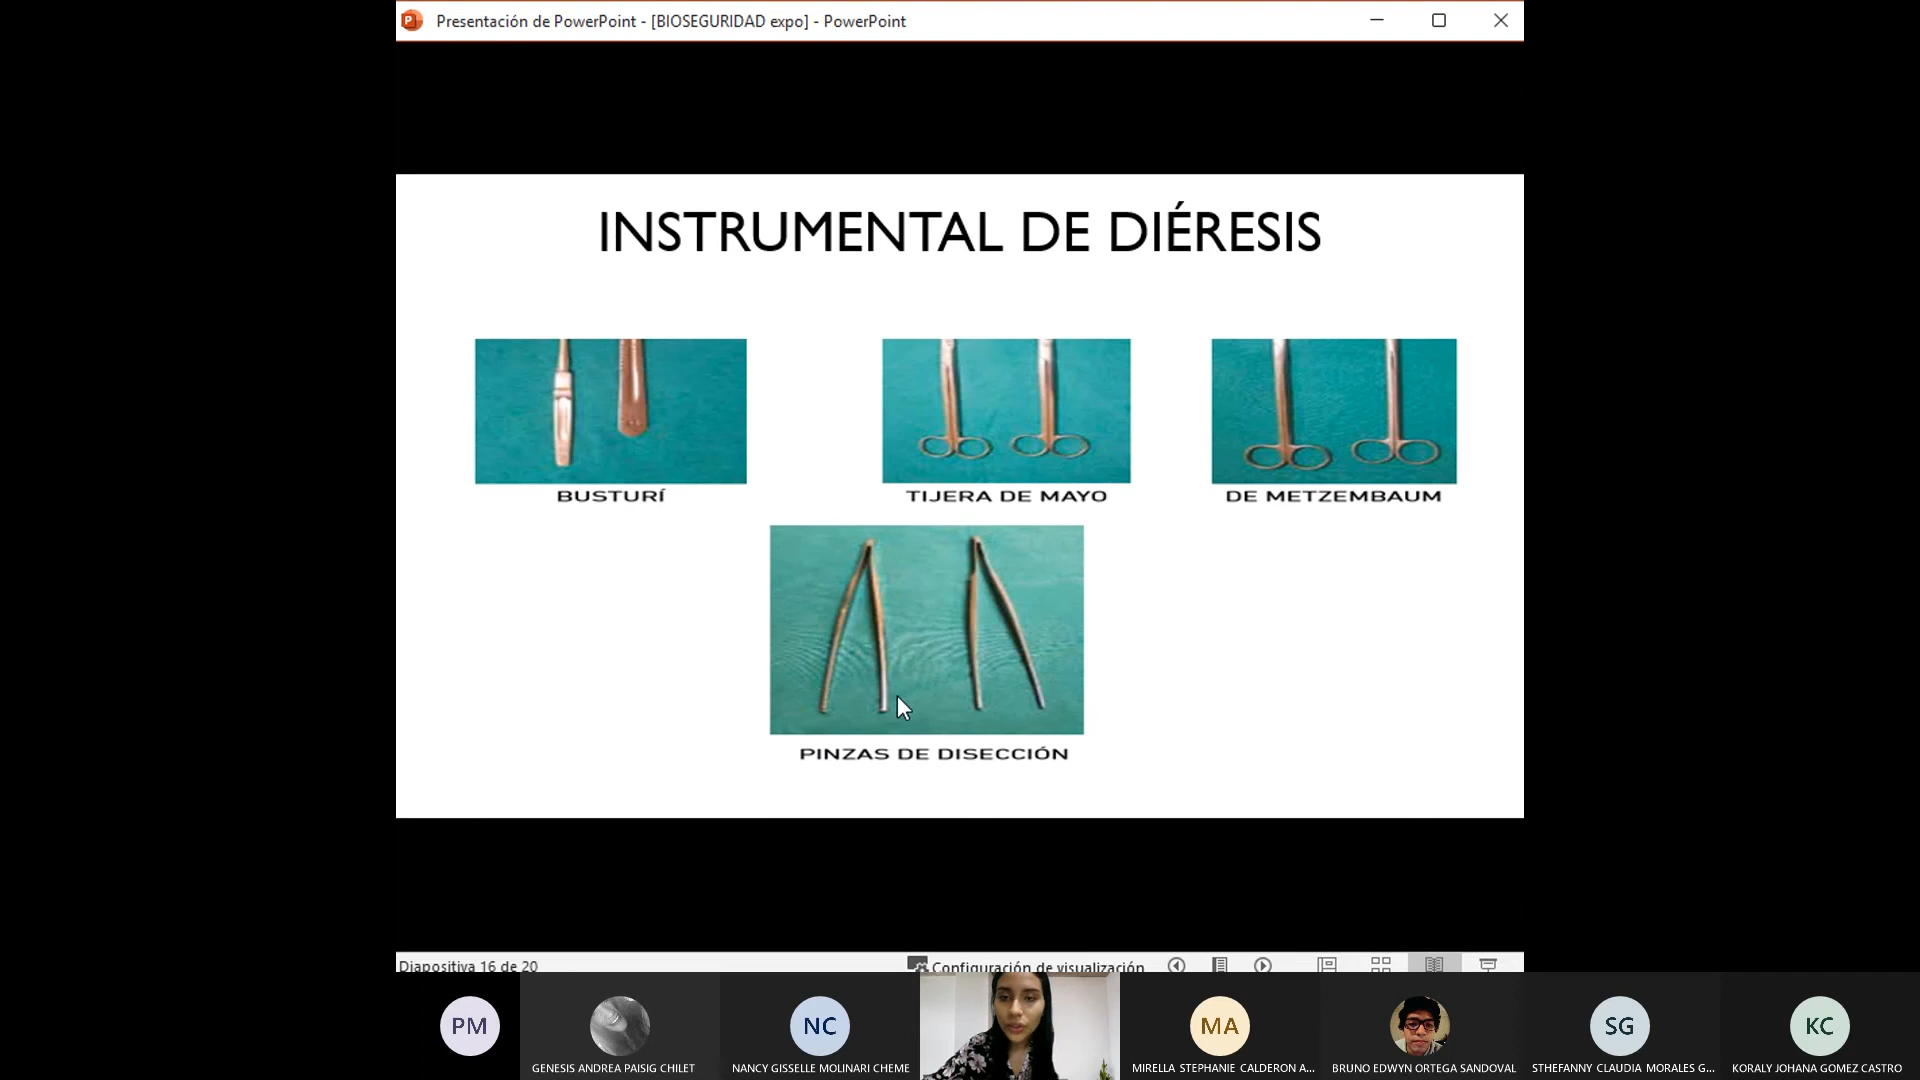 Presentación de PowerPoint - [BIOSEGURIDAD expo] - PowerPoint
INSTRUMENTAL DE DIÉRESIS
BUSTURÍ
TIJERA DE MAYO
DE METZEMBAUM
PINZAS DE DISECCIÓN
Diapositiva 16 de 20
Configuración de visualización
PM
NC
MA
SG
KC
GENESIS ANDREA PAISIG CHILET
NANCY GISSELLE MOLINARI CHEME
MIRELLA STEPHANIE CALDERON A...
BRUNO EDWYN ORTEGA SANDOVAL
STHEFANNY CLAUDIA MORALES G...
KORALY JOHANA GOMEZ CASTRO